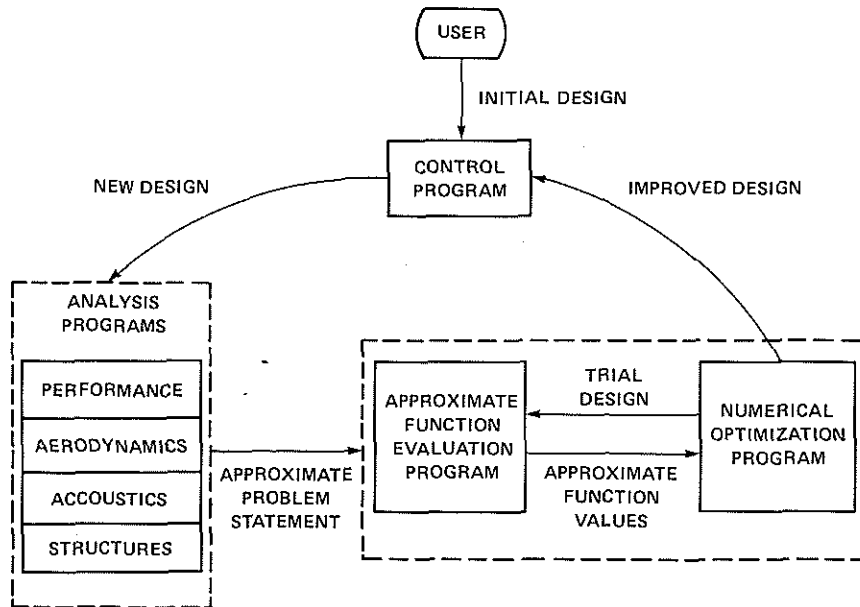 USER
INITIAL DESIGN
CONTROL
PROGRAM
NEW DESIGN
IMPROVED DESIGN
ANALYSIS
PROGRAMS
PERFORMANCE
AERODYNAMICS
ACCOUSTICS
STRUCTURES
APPROXIMATE
PROBLEM
STATEMENT
APPROXIMATE
FUNCTION
EVALUATION
PROGRAM
TRIAL
DESIGN
APPROXIMATE
FUNCTION
VALUES
NUMERICAL
OPTIMIZATION
PROGRAM